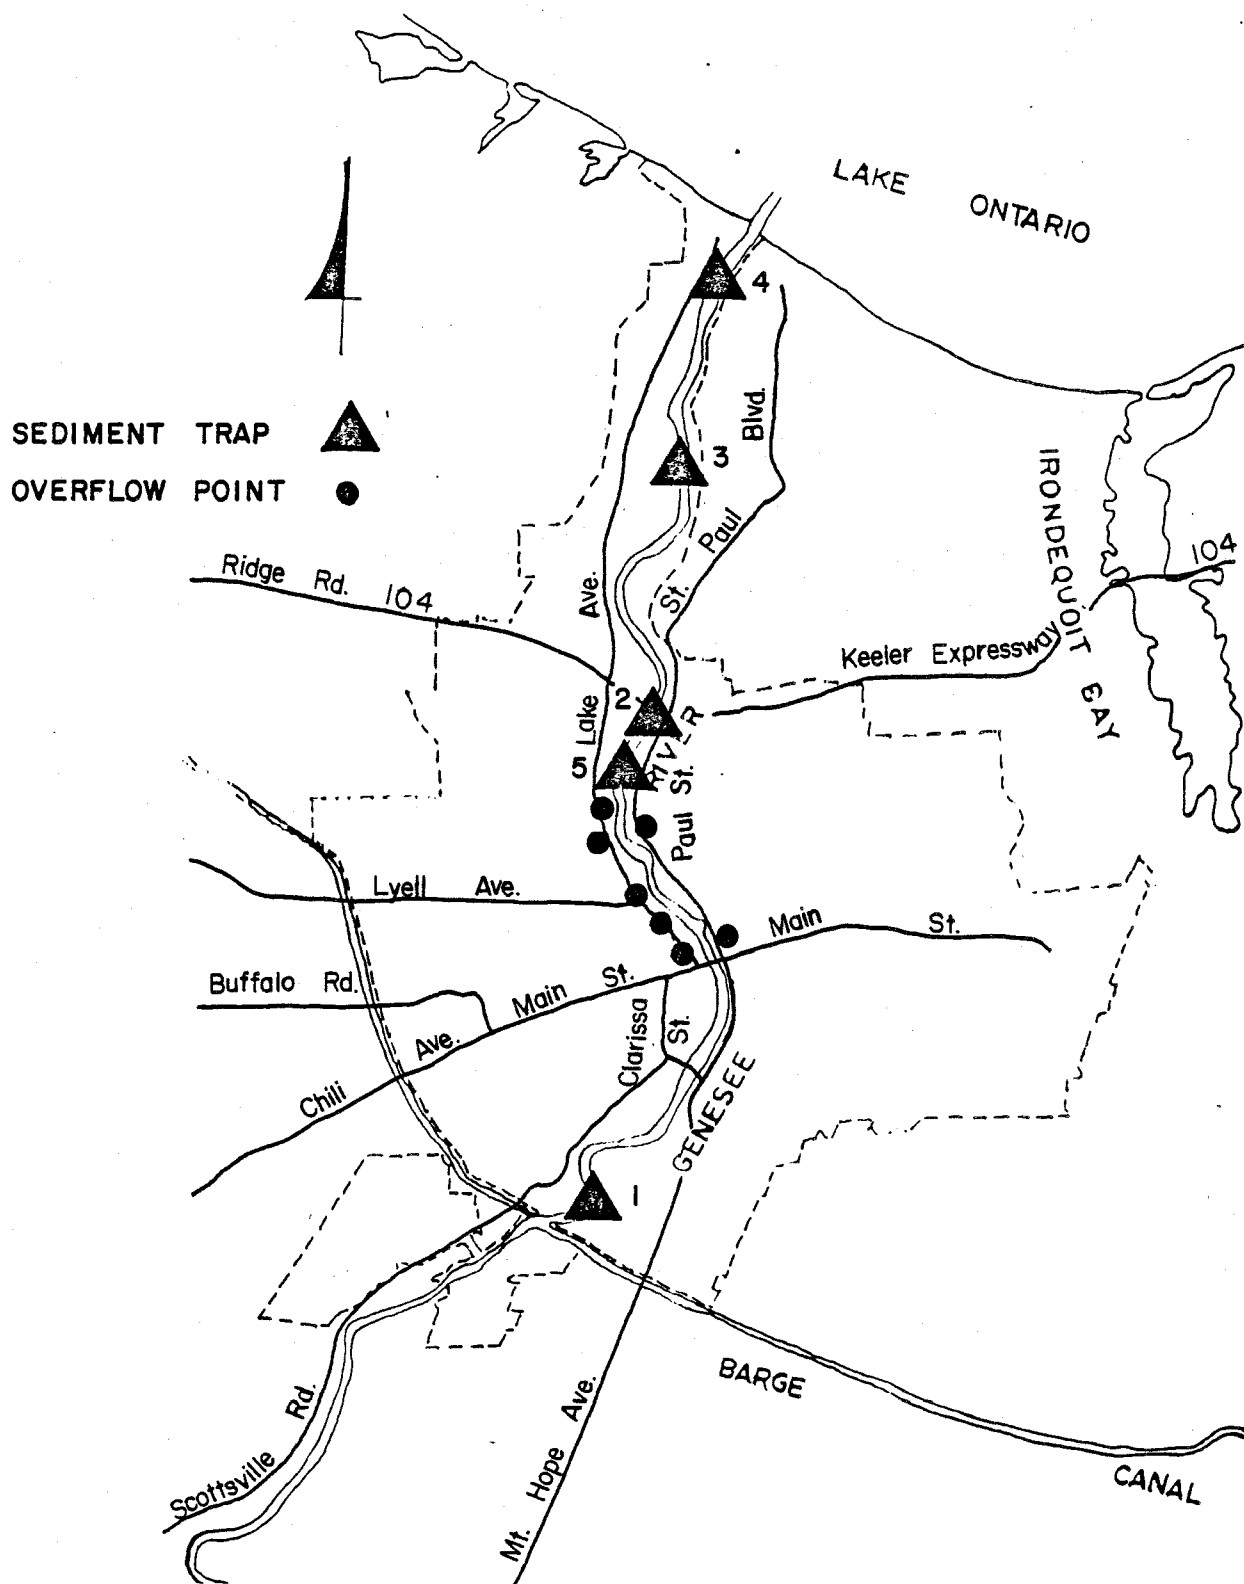 LAKE ONTARIO
4
SEDIMENT TRAP
OVERFLOW POINT
3
Blvd.
Paul
St.
IRONDEQUOIT BAY
104
Ridge Rd. 104
Ave.
Lake
Keeler Expressway
2
5
RIVER
St.
Paul
Lyell Ave.
Main St.
Buffalo Rd.
Main St.
Clarissa
St.
Chili Ave.
GENESEE
1
BARGE
CANAL
Scottsville Rd.
Mt. Hope Ave.